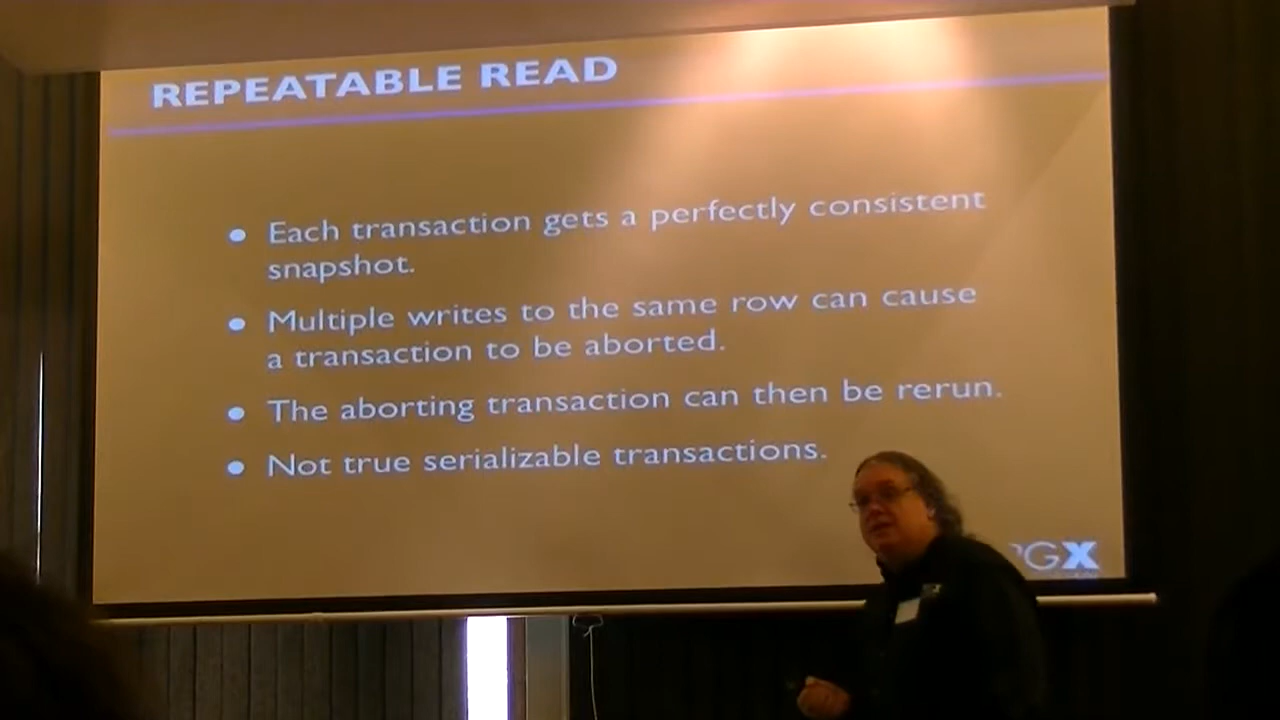 REPEATABLE READ
Each transaction gets a perfectly consistent
snapshot.
Multiple writes to the same row can cause
a transaction to be aborted.
The aborting transaction can then be rerun.
Not true serializable transactions.
PGX